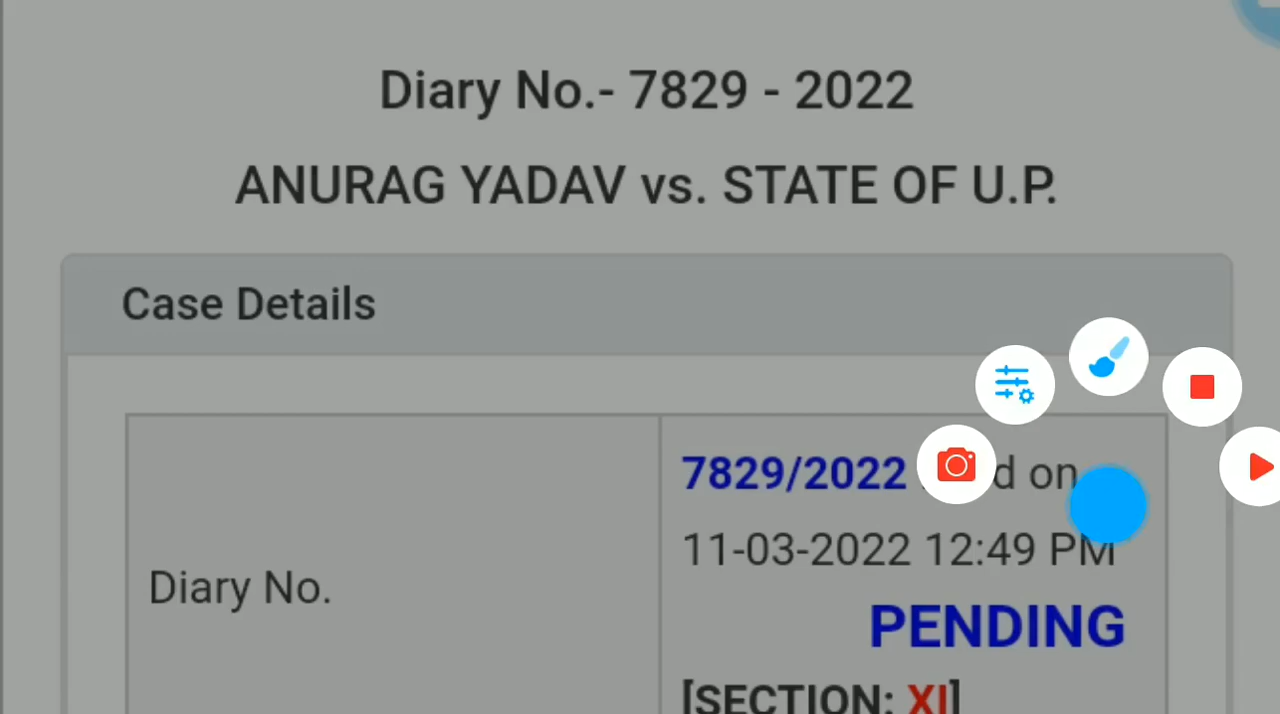 Diary No.- 7829 - 2022
ANURAG YADAV vs. STATE OF U.P.
Case Details
Diary No.
7829/2022 d on
11-03-2022 12:49 PM
PENDING
[SECTION: XI]